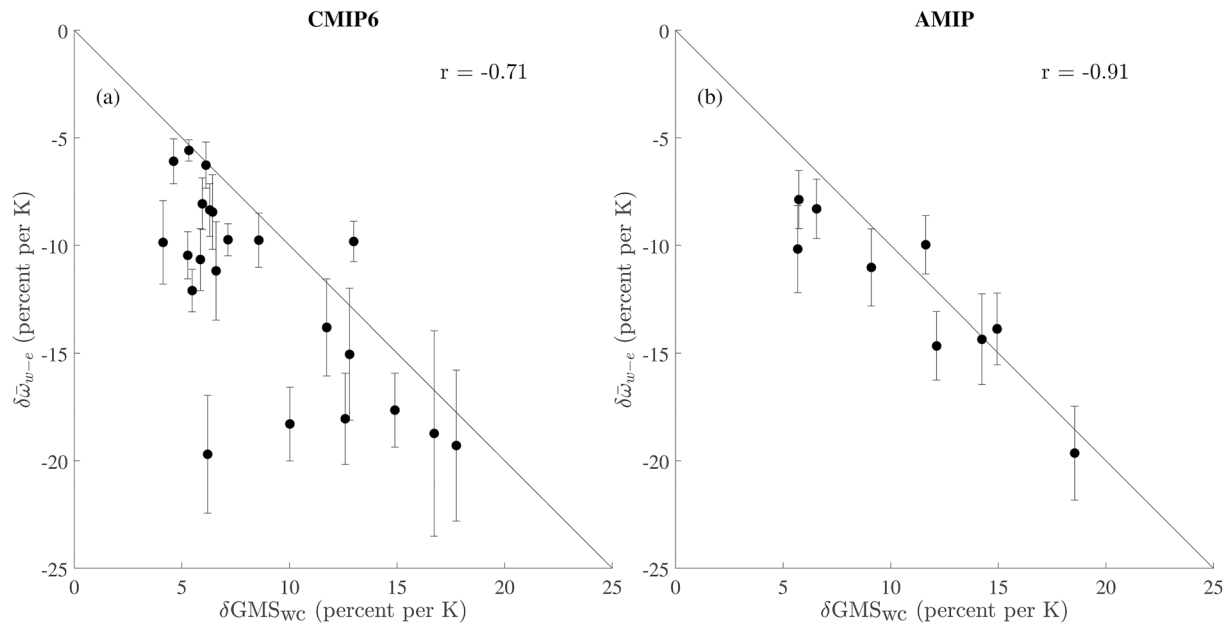 CMIP6
r = -0.71
(a)
0
-5
-10
-15
-20
-25
0
5
10
15
20
25
δω̄w−e (percent per K)
δGMSWC (percent per K)
AMIP
r = -0.91
(b)
0
-5
-10
-15
-20
-25
0
5
10
15
20
25
δω̄w−e (percent per K)
δGMSWC (percent per K)